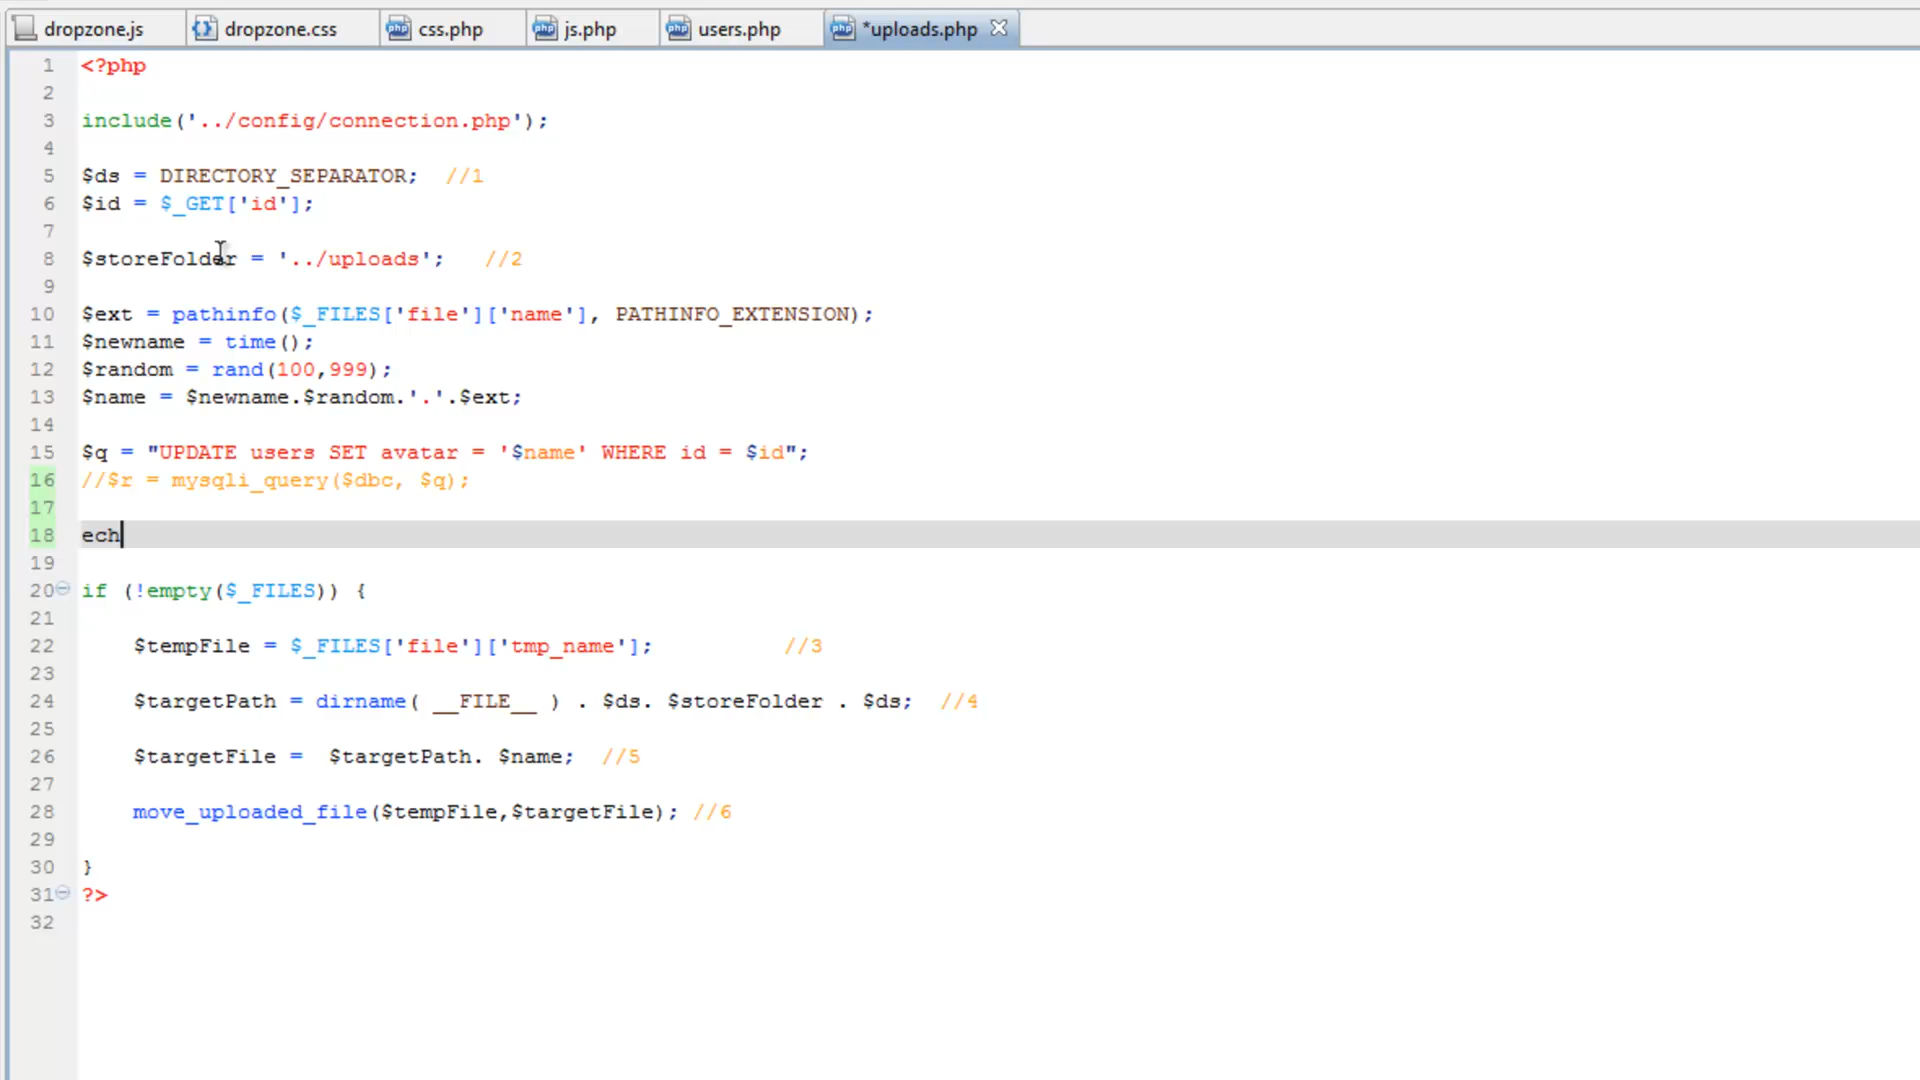 dropzone.js dropzone.css css.php js.php users.php *uploads.php
1 <?php
2
3 include('../config/connection.php');
4
5 $ds = DIRECTORY_SEPARATOR;  //1
6 $id = $_GET['id'];
7
8 $storeFolder = '../uploads';   //2
9
10 $ext = pathinfo($_FILES['file']['name'], PATHINFO_EXTENSION);
11 $newname = time();
12 $random = rand(100,999);
13 $name = $newname.$random.'.'.$ext;
14
15 $q = "UPDATE users SET avatar = '$name' WHERE id = $id";
16 //$r = mysqli_query($dbc, $q);
17
18 ech
19
20 if (!empty($_FILES)) {
21
22     $tempFile = $_FILES['file']['tmp_name'];          //3
23
24     $targetPath = dirname( __FILE__ ) . $ds. $storeFolder . $ds;  //4
25
26     $targetFile =  $targetPath. $name;  //5
27
28     move_uploaded_file($tempFile,$targetFile); //6
29
30 }
31 ?>
32